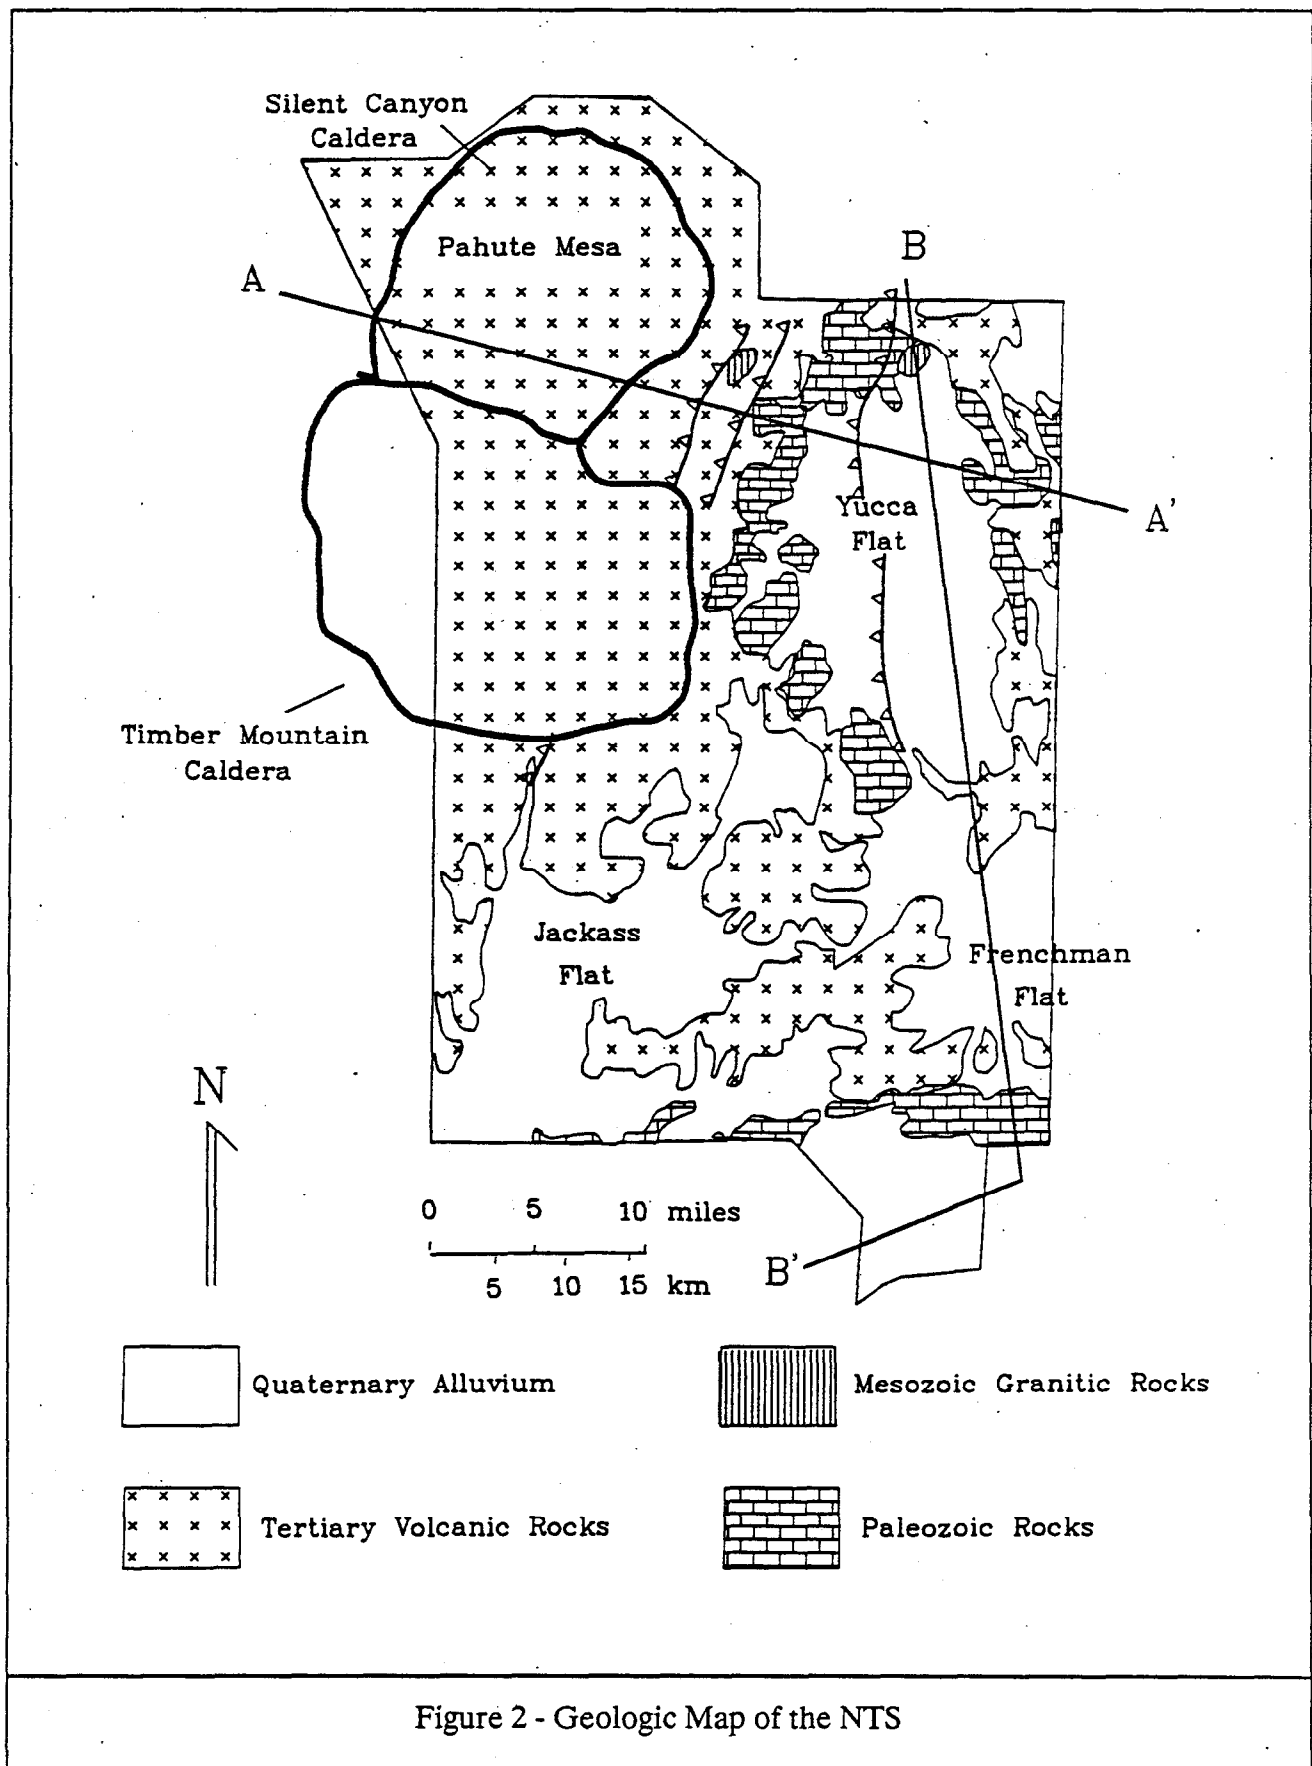 Silent Canyon
Caldera
Pahute Mesa
A
B
Yucca
Flat
A'
Timber Mountain
Caldera
Jackass
Flat
Frenchman
Flat
N
0 5 10 miles
5 10 15 km
B'
Quaternary Alluvium
Mesozoic Granitic Rocks
Tertiary Volcanic Rocks
Paleozoic Rocks
Figure 2 - Geologic Map of the NTS